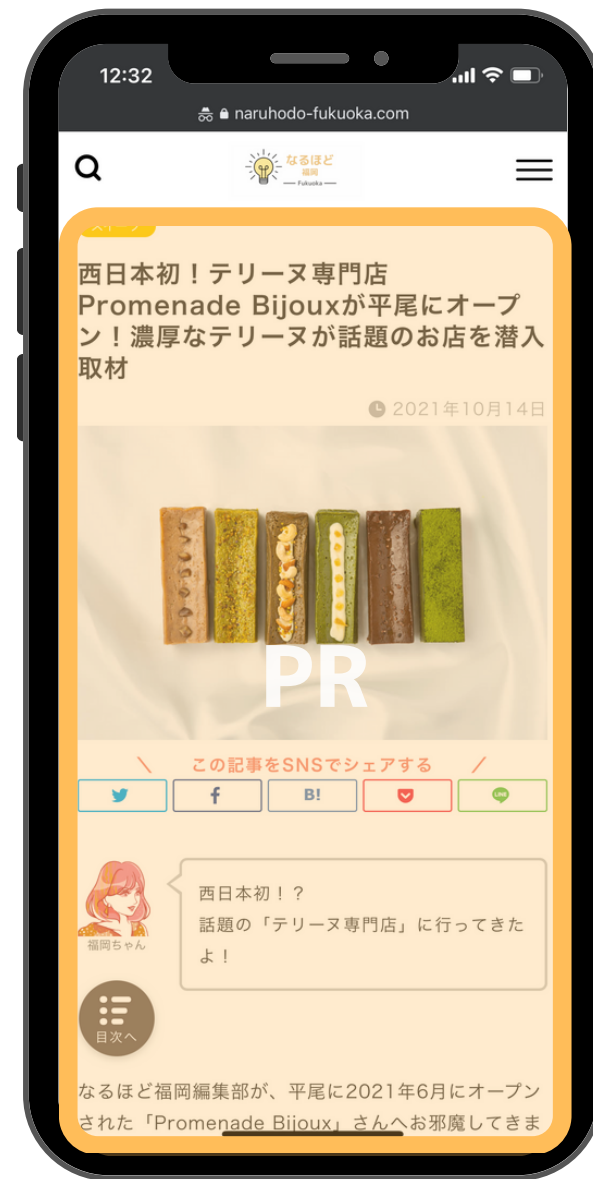 12:32
naruhodo-fukuoka.com
なるほど
福岡
Fukuoka
スイーツ
西日本初！テリーヌ専門店
Promenade Bijouxが平尾にオープ
ン！濃厚なテリーヌが話題のお店を潜入
取材
2021年10月14日
PR
＼ この記事をSNSでシェアする ／
B!
LINE
西日本初！？
話題の「テリーヌ専門店」に行ってきた
よ！
福岡ちゃん
目次へ
なるほど福岡編集部が、平尾に2021年6月にオープン
された「Promenade Bijoux」さんへお邪魔してきま